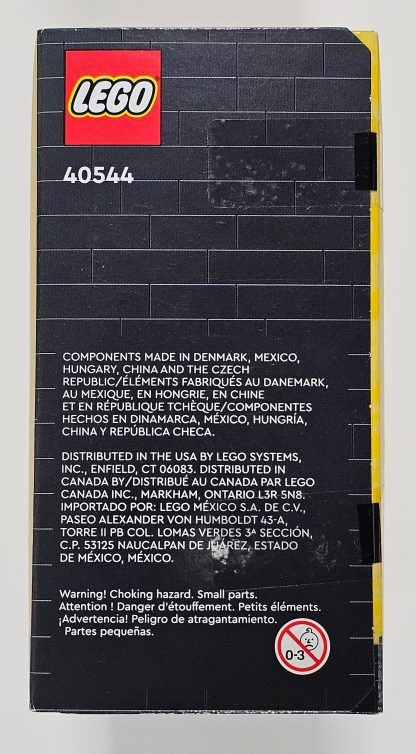 LEGO®
40544
COMPONENTS MADE IN DENMARK, MEXICO,
HUNGARY, CHINA AND THE CZECH
REPUBLIC/ÉLÉMENTS FABRIQUÉS AU DANEMARK,
AU MEXIQUE, EN HONGRIE, EN CHINE
ET EN RÉPUBLIQUE TCHÈQUE/COMPONENTES
HECHOS EN DINAMARCA, MÉXICO, HUNGRÍA,
CHINA Y REPÚBLICA CHECA.
DISTRIBUTED IN THE USA BY LEGO SYSTEMS,
INC., ENFIELD, CT 06083. DISTRIBUTED IN
CANADA BY/DISTRIBUÉ AU CANADA PAR LEGO
CANADA INC., MARKHAM, ONTARIO L3R 5N8.
IMPORTADO POR: LEGO MÉXICO S.A. DE C.V.,
PASEO ALEXANDER VON HUMBOLDT 43-A,
TORRE II PB COL. LOMAS VERDES 3ª SECCIÓN,
C.P. 53125 NAUCALPAN DE JUÁREZ, ESTADO
DE MÉXICO, MÉXICO.
Warning! Choking hazard. Small parts.
Attention ! Danger d'étouffement. Petits éléments.
¡Advertencia! Peligro de atragantamiento.
Partes pequeñas.
0-3